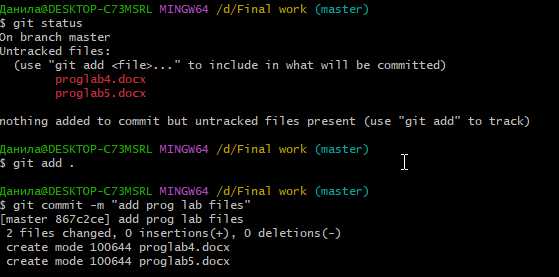 Данила@DESKTOP-C73MSRL MINGW64 /d/Final work (master)
$ git status
On branch master
Untracked files:
  (use "git add <file>..." to include in what will be committed)
        proglab4.docx
        proglab5.docx

nothing added to commit but untracked files present (use "git add" to track)

Данила@DESKTOP-C73MSRL MINGW64 /d/Final work (master)
$ git add .

Данила@DESKTOP-C73MSRL MINGW64 /d/Final work (master)
$ git commit -m "add prog lab files"
[master 867c2ce] add prog lab files
 2 files changed, 0 insertions(+), 0 deletions(-)
 create mode 100644 proglab4.docx
 create mode 100644 proglab5.docx